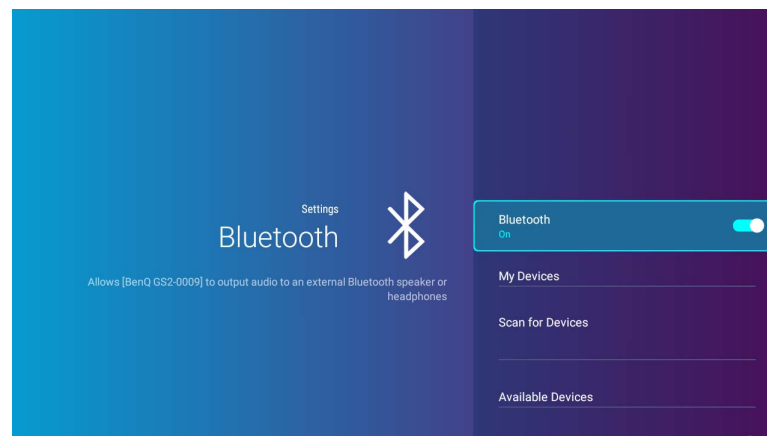 Settings
Bluetooth
Allows [BenQ GS2-0009] to output audio to an external Bluetooth speaker or
headphones
Bluetooth
On
My Devices
Scan for Devices
Available Devices